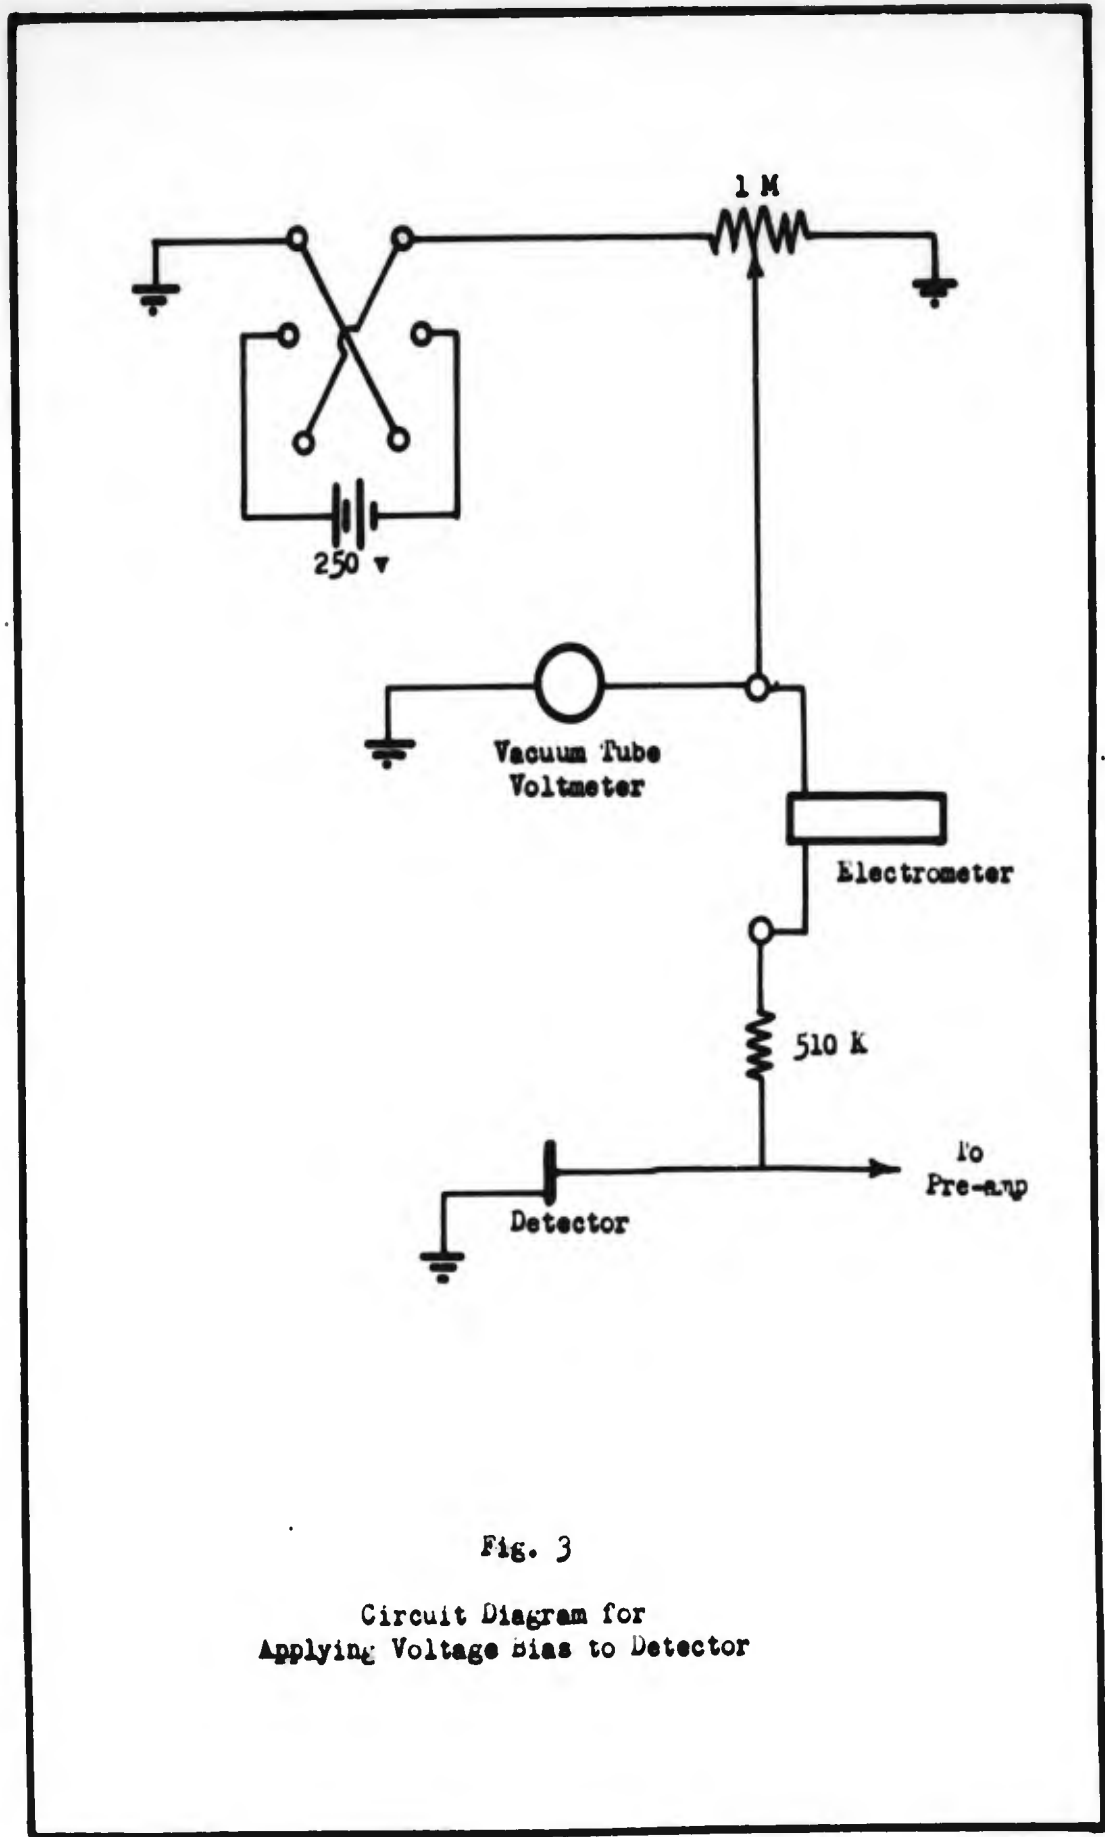 1 M
250 v
Vacuum Tube
Voltmeter
Electrometer
510 K
To
Pre-amp
Detector
Fig. 3
Circuit Diagram for
Applying Voltage Bias to Detector